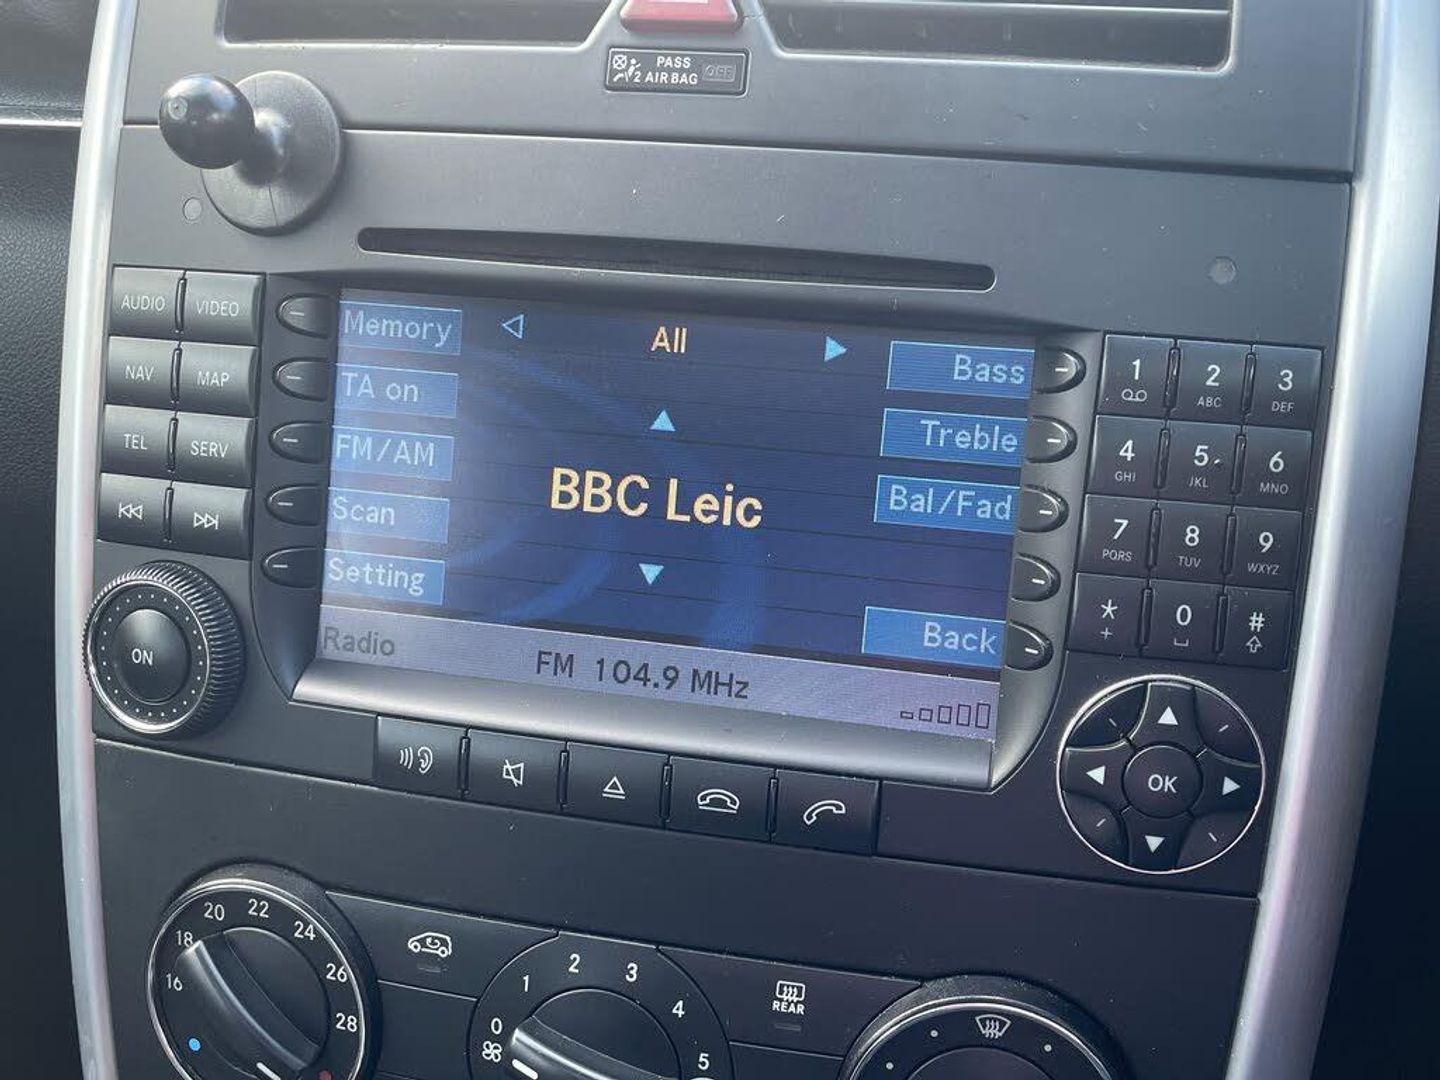 PASS
2 AIR BAG OFF
AUDIO VIDEO
NAV MAP
TEL SERV
ON
Memory
TA on
FM/AM
Scan
Setting
All
BBC Leic
Bass
Treble
Bal/Fad
Back
Radio
FM 104.9 MHz
1 2 3
ABC DEF
4 5 6
GHI JKL MNO
7 8 9
PQRS TUV WXYZ
* 0 #
+
OK
16 18 20 22 24 26 28
0 1 2 3 4 5
REAR